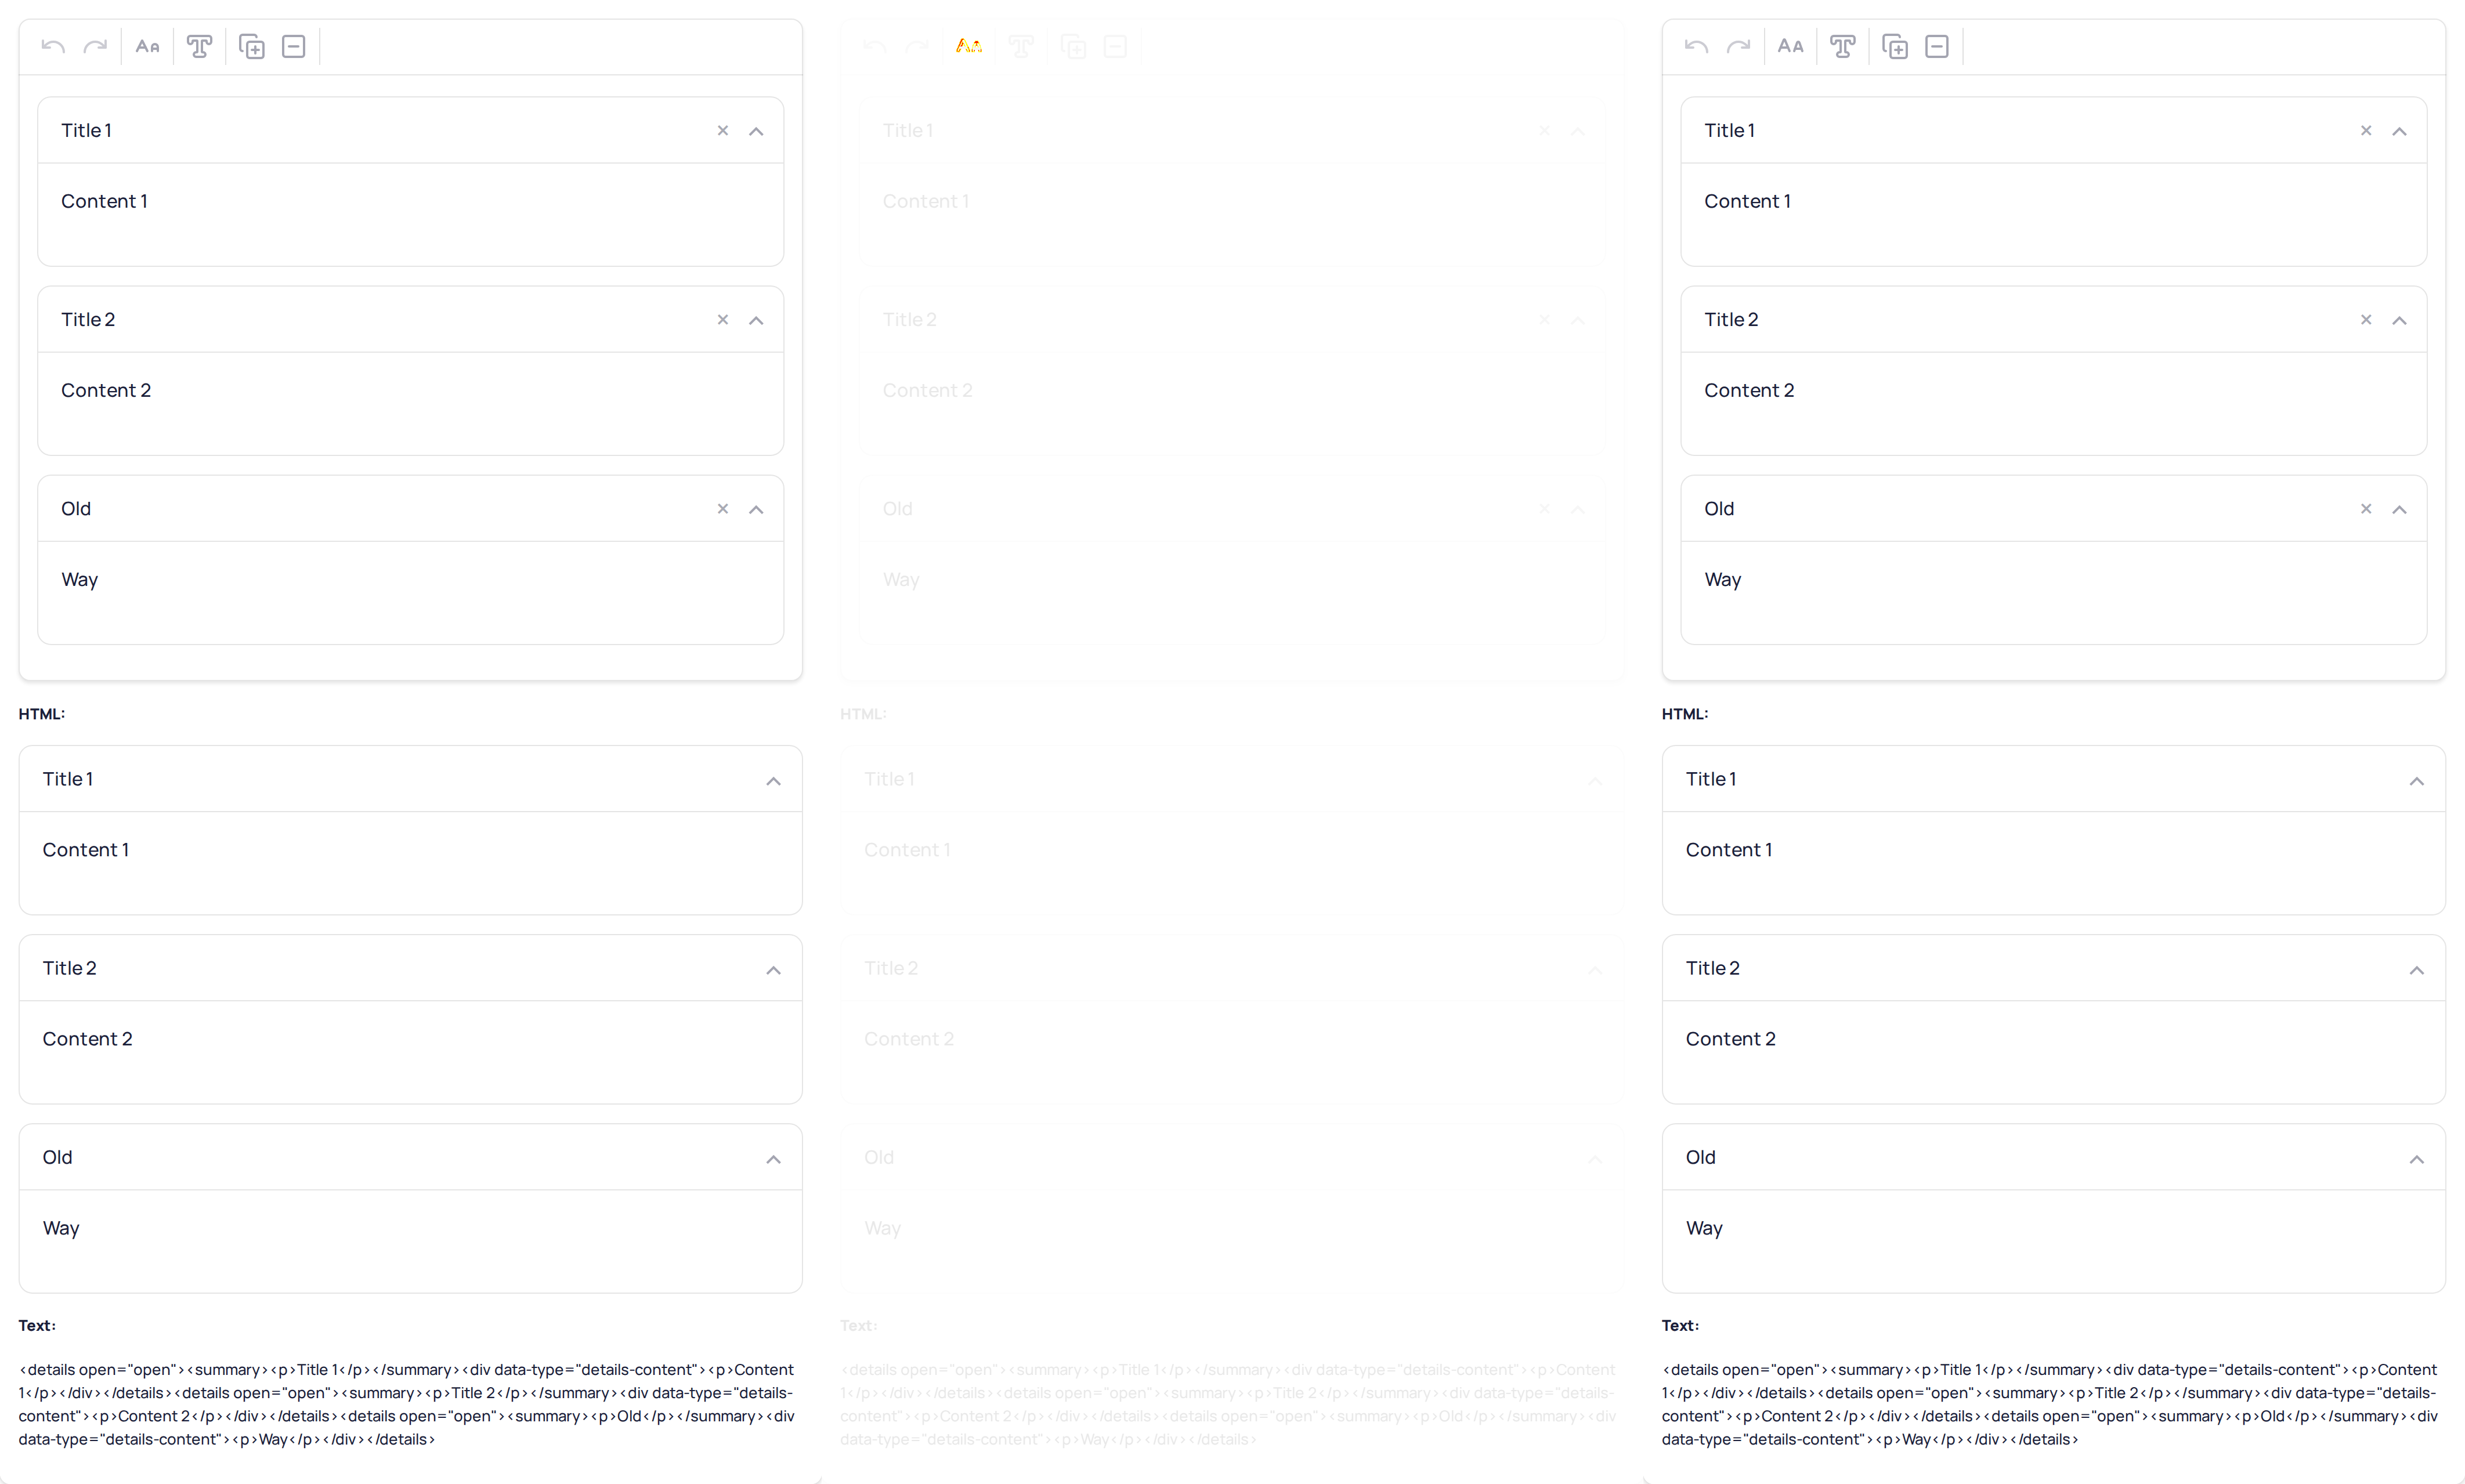 AA
Title 1
Content 1
Title 2
Content 2
Old
Way
HTML:
Title 1
Content 1
Title 2
Content 2
Old
Way
Text:
<details open="open"><summary><p>Title 1</p></summary><div data-type="details-content"><p>Content
1</p></div></details><details open="open"><summary><p>Title 2</p></summary><div data-type="details-
content"><p>Content 2</p></div></details><details open="open"><summary><p>Old</p></summary><div
data-type="details-content"><p>Way</p></div></details>
AA
Title 1
Content 1
Title 2
Content 2
Old
Way
HTML:
Title 1
Content 1
Title 2
Content 2
Old
Way
Text:
<details open="open"><summary><p>Title 1</p></summary><div data-type="details-content"><p>Content
1</p></div></details><details open="open"><summary><p>Title 2</p></summary><div data-type="details-
content"><p>Content 2</p></div></details><details open="open"><summary><p>Old</p></summary><div
data-type="details-content"><p>Way</p></div></details>
AA
Title 1
Content 1
Title 2
Content 2
Old
Way
HTML:
Title 1
Content 1
Title 2
Content 2
Old
Way
Text:
<details open="open"><summary><p>Title 1</p></summary><div data-type="details-content"><p>Content
1</p></div></details><details open="open"><summary><p>Title 2</p></summary><div data-type="details-
content"><p>Content 2</p></div></details><details open="open"><summary><p>Old</p></summary><div
data-type="details-content"><p>Way</p></div></details>